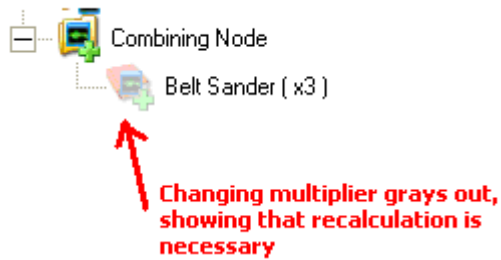 Combining Node
Belt Sander ( x3 )
Changing multiplier grays out,
showing that recalculation is
necessary